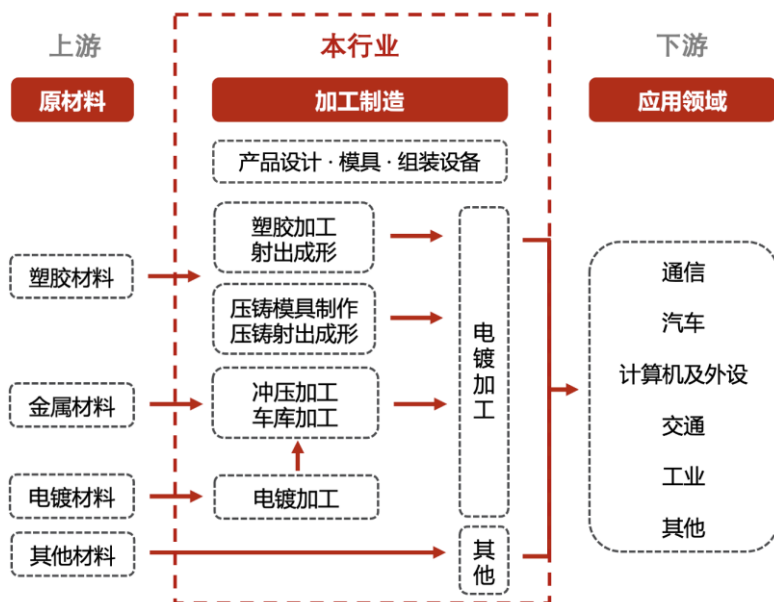 上游
本行业
下游
原材料
加工制造
应用领域
产品设计·模具·组装设备
塑胶加工
射出成形
塑胶材料
压铸模具制作
压铸射出成形
金属材料
冲压加工
车库加工
电镀材料
电镀加工
其他材料
电镀加工
其他
通信
汽车
计算机及外设
交通
工业
其他